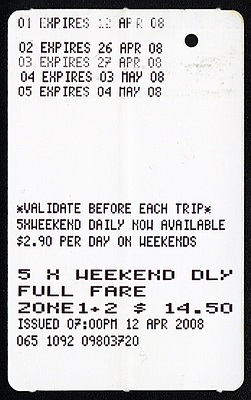 01 EXPIRES 12 APR 08
02 EXPIRES 26 APR 08
03 EXPIRES 27 APR 08
04 EXPIRES 03 MAY 08
05 EXPIRES 04 MAY 08
*VALIDATE BEFORE EACH TRIP*
5XWEEKEND DAILY NOW AVAILABLE
$2.90 PER DAY ON WEEKENDS
5 X WEEKEND DLY
FULL FARE
ZONE1+2 $ 14.50
ISSUED 07:00PM 12 APR 2008
065 1092 09803720